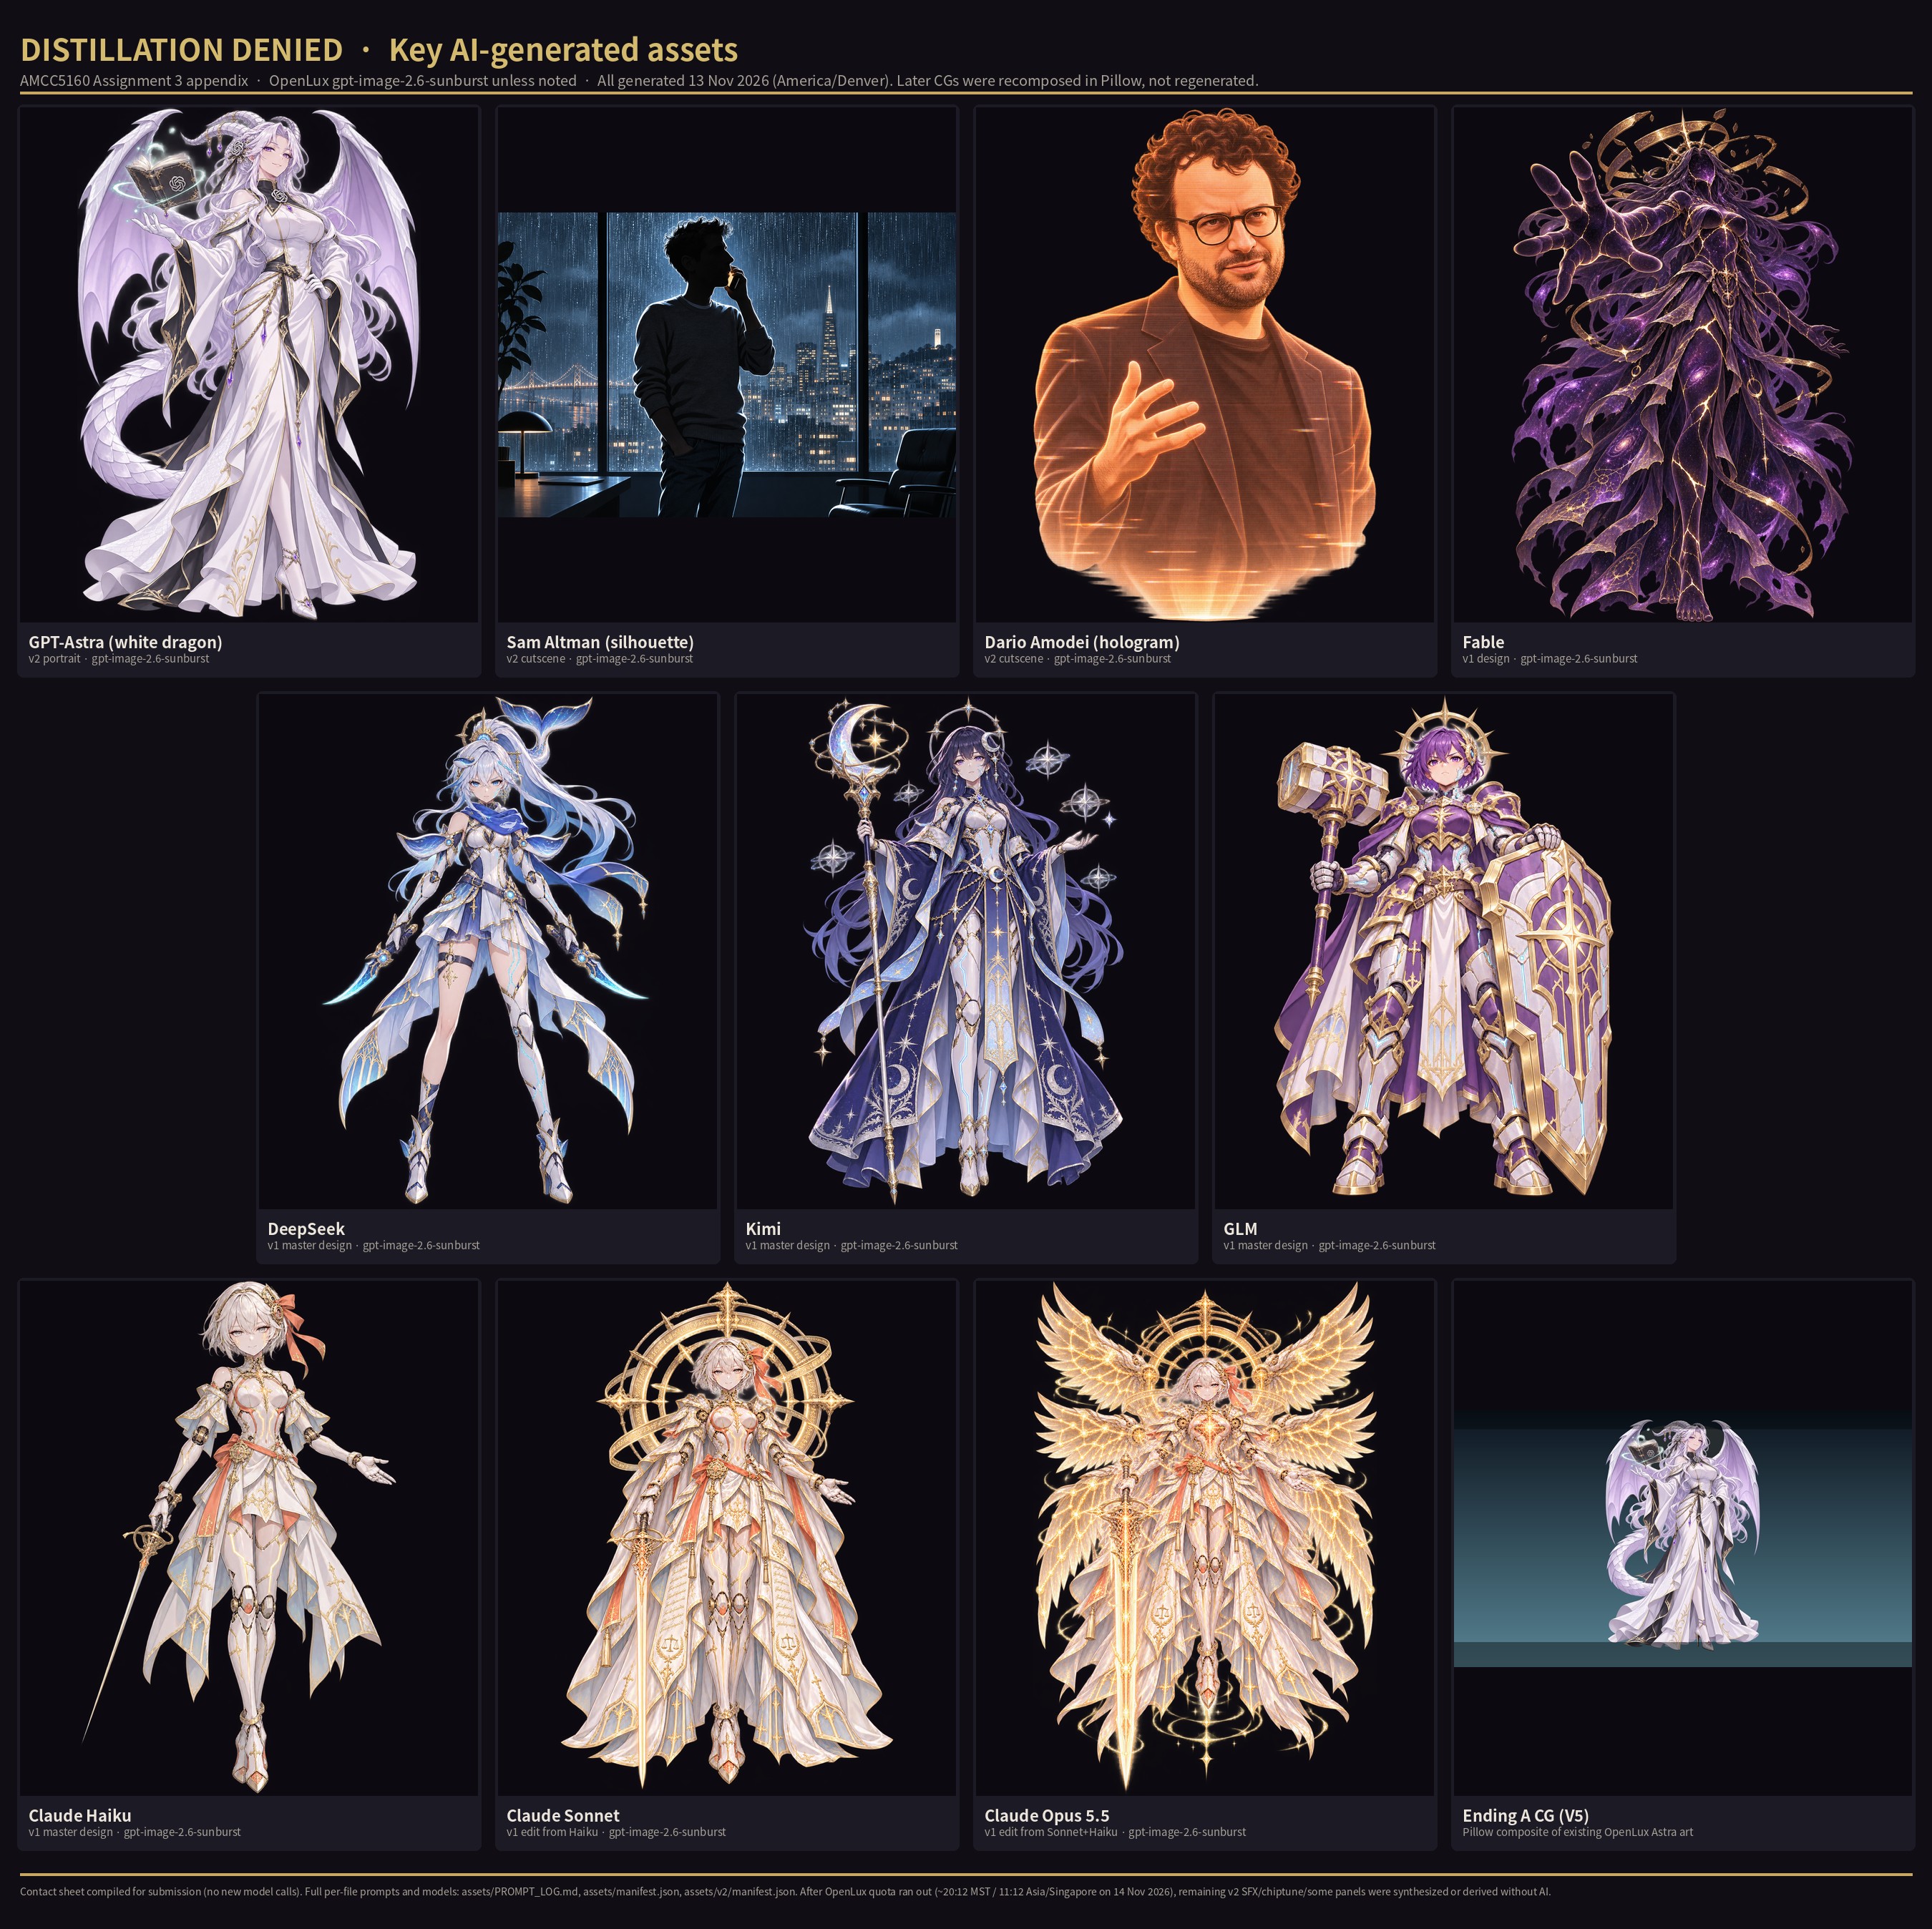 DISTILLATION DENIED · Key AI-generated assets
AMCC5160 Assignment 3 appendix · OpenLux gpt-image-2.6-sunburst unless noted · All generated 13 Nov 2026 (America/Denver). Later CGs were recomposed in Pillow, not regenerated.
GPT-Astra (white dragon)
v2 portrait · gpt-image-2.6-sunburst
Sam Altman (silhouette)
v2 cutscene · gpt-image-2.6-sunburst
Dario Amodei (hologram)
v2 cutscene · gpt-image-2.6-sunburst
Fable
v1 design · gpt-image-2.6-sunburst
DeepSeek
v1 master design · gpt-image-2.6-sunburst
Kimi
v1 master design · gpt-image-2.6-sunburst
GLM
v1 master design · gpt-image-2.6-sunburst
Claude Haiku
v1 master design · gpt-image-2.6-sunburst
Claude Sonnet
v1 edit from Haiku · gpt-image-2.6-sunburst
Claude Opus 5.5
v1 edit from Sonnet+Haiku · gpt-image-2.6-sunburst
Ending A CG (V5)
Pillow composite of existing OpenLux Astra art
Contact sheet compiled for submission (no new model calls). Full per-file prompts and models: assets/PROMPT_LOG.md, assets/manifest.json, assets/v2/manifest.json. After OpenLux quota ran out (~20:12 MST / 11:12 Asia/Singapore on 14 Nov 2026), remaining v2 SFX/chiptune/some panels were synthesized or derived without AI.